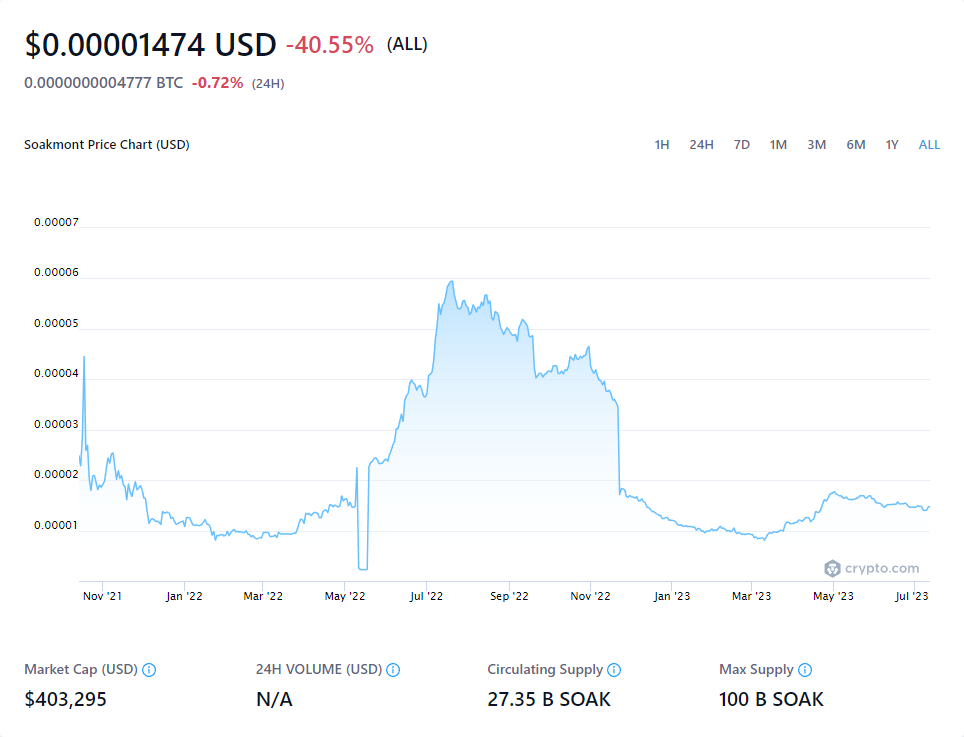 $0.00001474 USD -40.55% (ALL)
0.0000000004777 BTC -0.72% (24H)
Soakmont Price Chart (USD) 1H 24H 7D 1M 3M 6M 1Y ALL
0.00007
0.00006
0.00005
0.00004
0.00003
0.00002
0.00001
crypto.com
Nov '21 Jan '22 Mar '22 May '22 Jul '22 Sep '22 Nov '22 Jan '23 Mar '23 May '23 Jul '23
Market Cap (USD) 24H VOLUME (USD) Circulating Supply Max Supply
$403,295 N/A 27.35 B SOAK 100 B SOAK